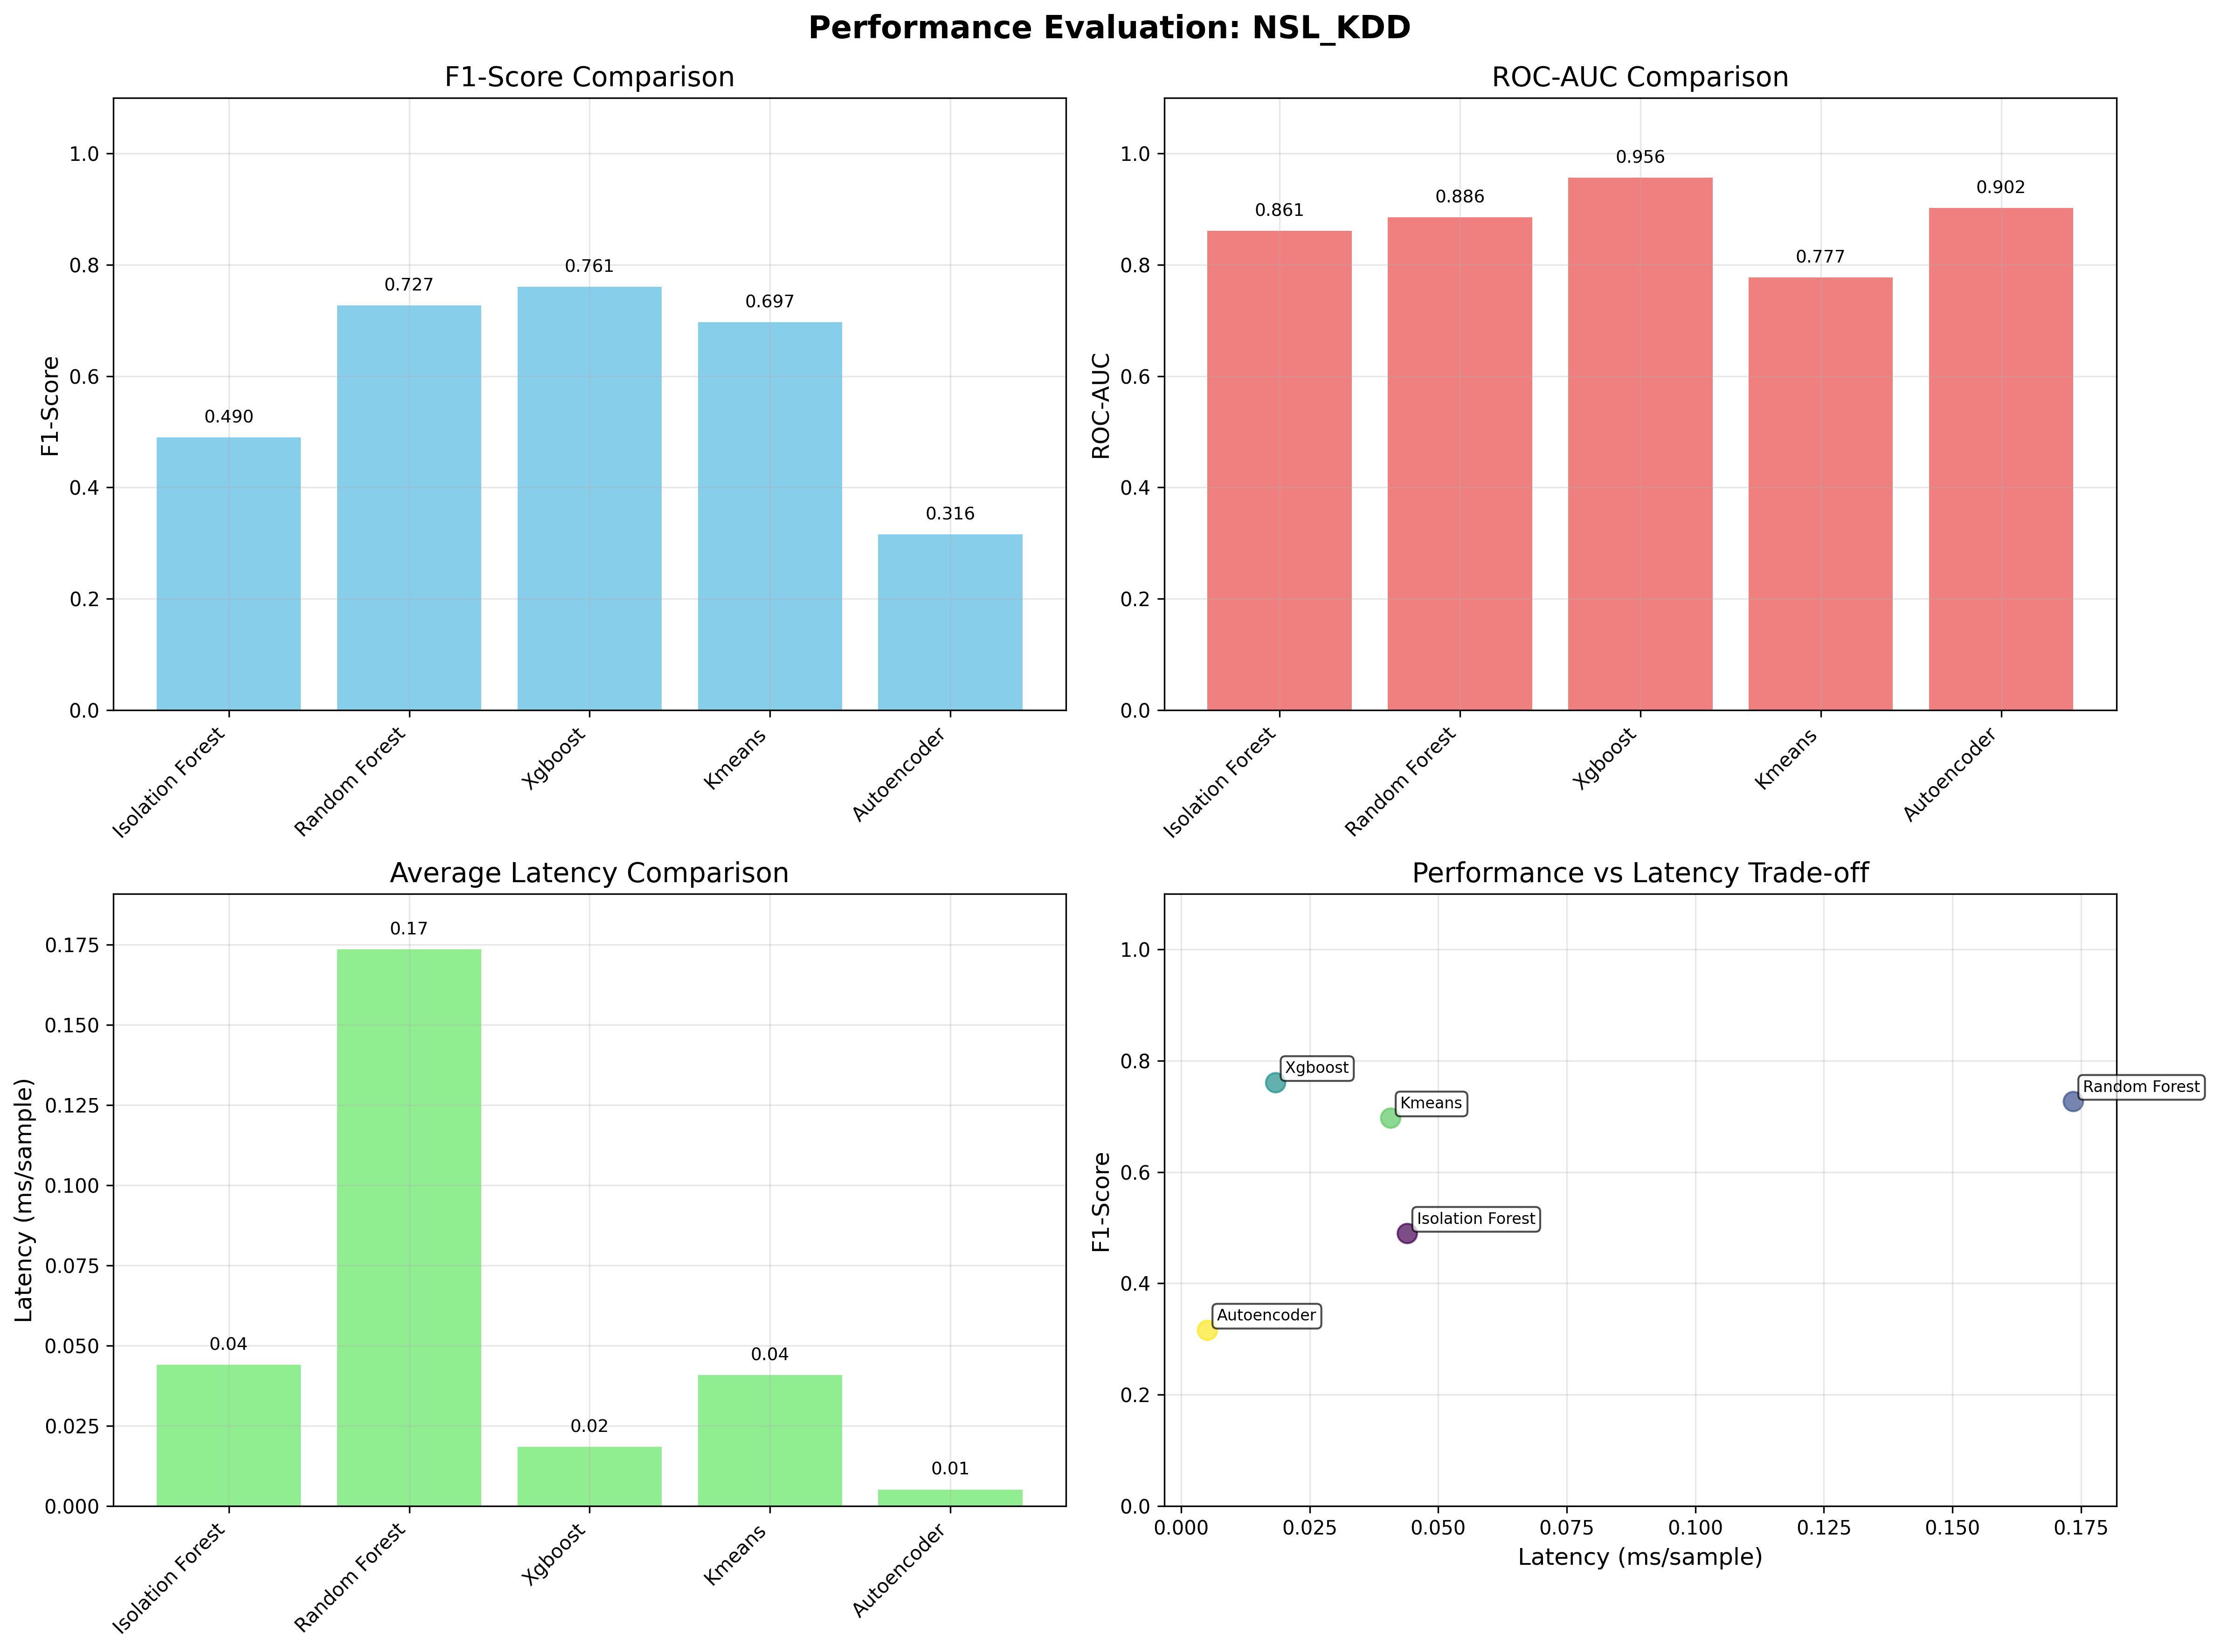 Performance Evaluation: NSL_KDD
F1-Score Comparison
F1-Score
1.0
0.8
0.6
0.4
0.2
0.0
0.490
0.727
0.761
0.697
0.316
Isolation Forest
Random Forest
Xgboost
Kmeans
Autoencoder
ROC-AUC Comparison
ROC-AUC
1.0
0.8
0.6
0.4
0.2
0.0
0.861
0.886
0.956
0.777
0.902
Isolation Forest
Random Forest
Xgboost
Kmeans
Autoencoder
Average Latency Comparison
Latency (ms/sample)
0.175
0.150
0.125
0.100
0.075
0.050
0.025
0.000
0.04
0.17
0.02
0.04
0.01
Isolation Forest
Random Forest
Xgboost
Kmeans
Autoencoder
Performance vs Latency Trade-off
F1-Score
1.0
0.8
0.6
0.4
0.2
0.0
Xgboost
Kmeans
Random Forest
Isolation Forest
Autoencoder
0.000
0.025
0.050
0.075
0.100
0.125
0.150
0.175
Latency (ms/sample)